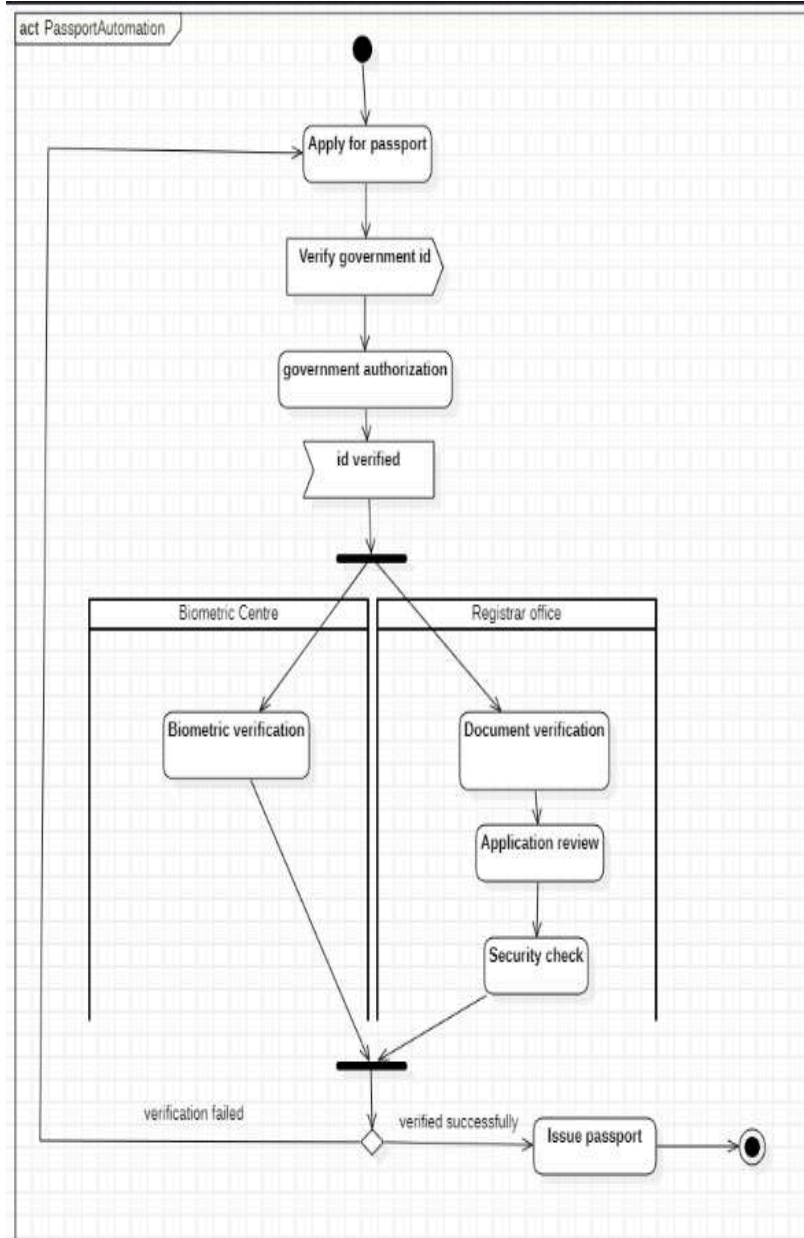 act PassportAutomation
Apply for passport
Verify government id
government authorization
id verified
Biometric Centre
Registrar office
Biometric verification
Document verification
Application review
Security check
verification failed
verified successfully
Issue passport